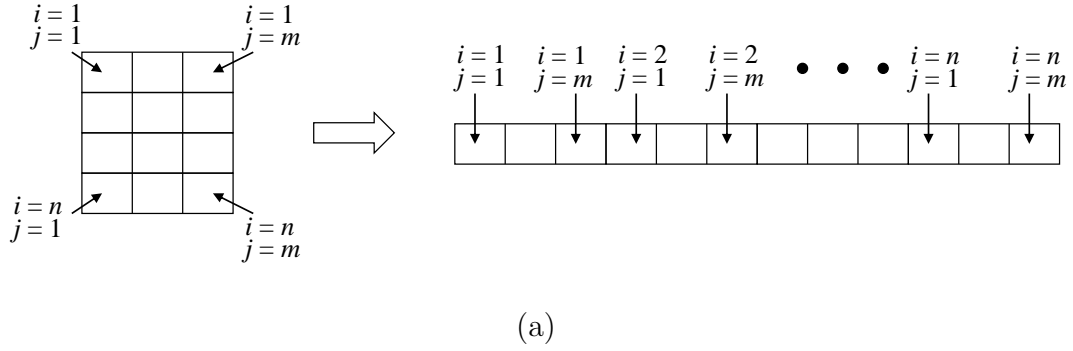 i = 1
j = 1
i = 1
j = m
i = n
j = 1
i = n
j = m
i = 1
j = 1
i = 1
j = m
i = 2
j = 1
i = 2
j = m
• • •
i = n
j = 1
i = n
j = m
(a)